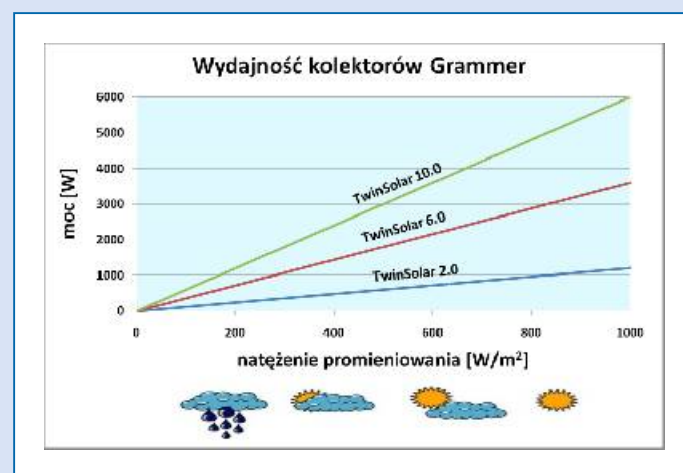 Wydajność kolektorów Grammer
6000
5000
4000
3000
2000
1000
0
moc [W]
TwinSolar 10.0
TwinSolar 6.0
TwinSolar 2.0
0 200 400 600 800 1000
natężenie promieniowania [W/m²]